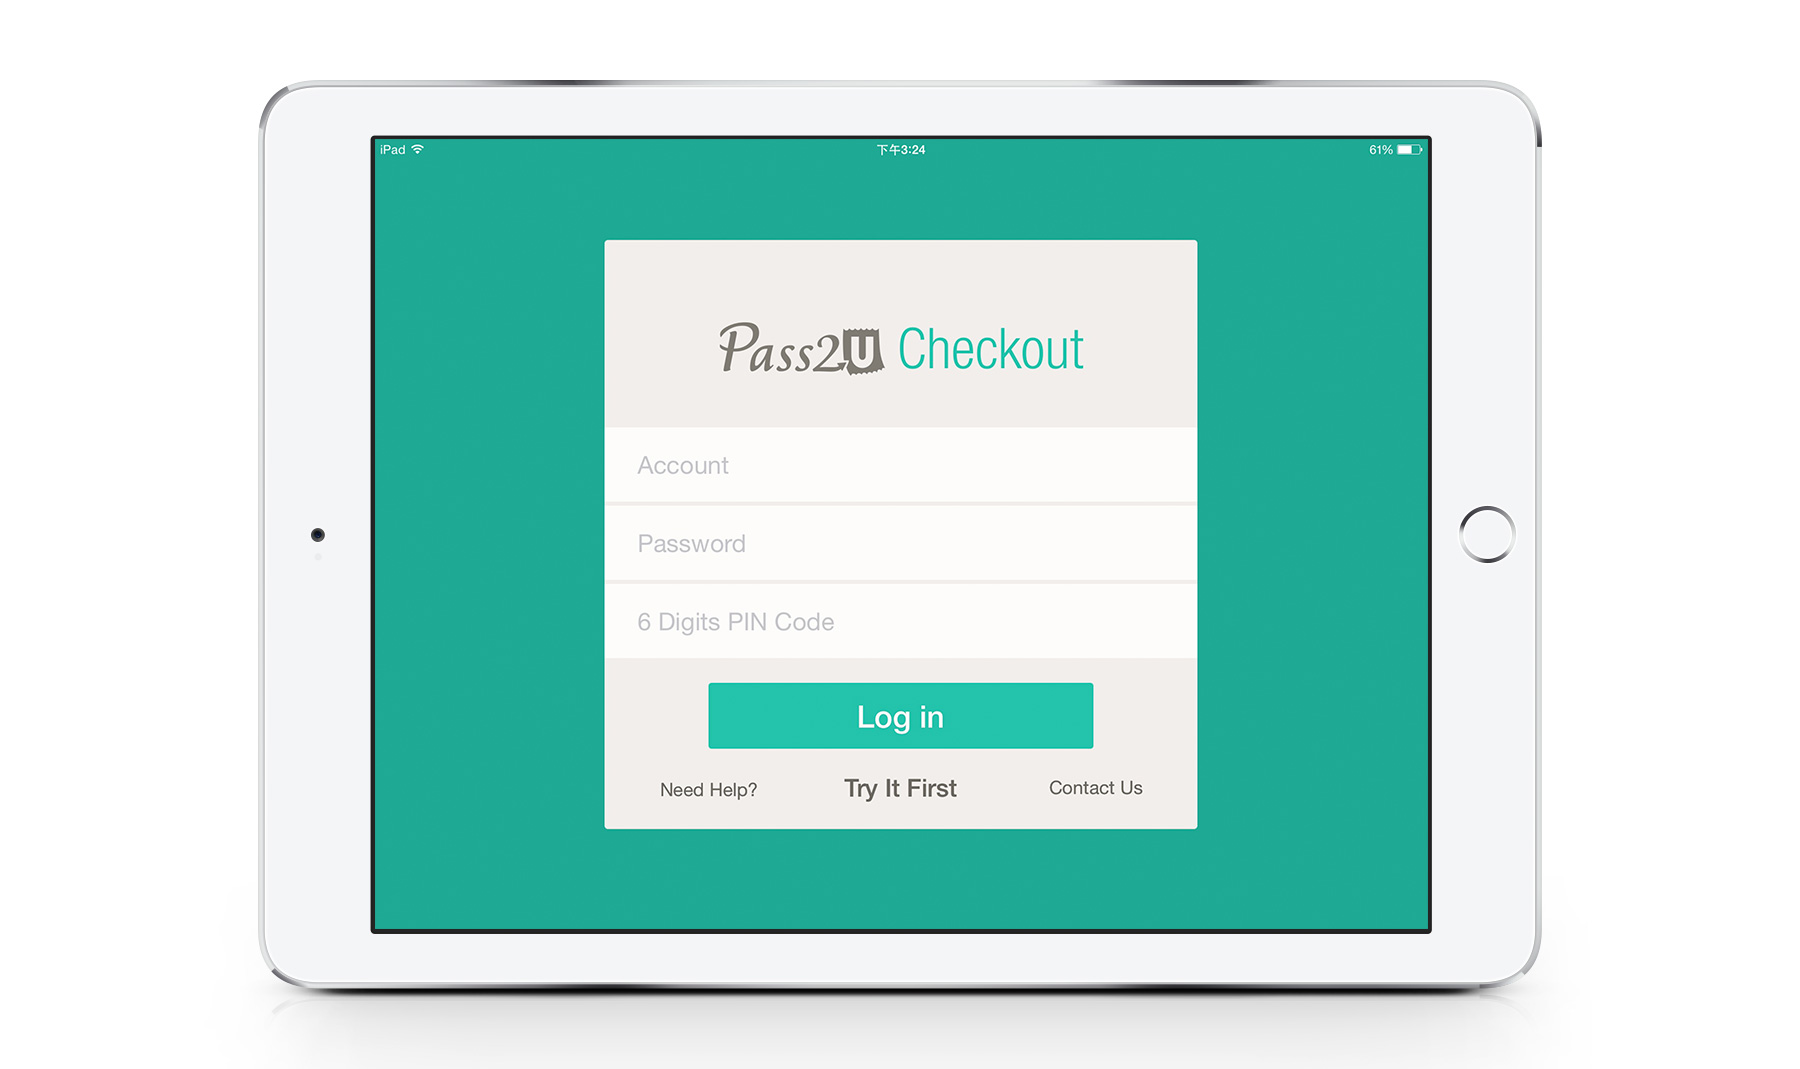 iPad 下午3:24 61%
Pass2U Checkout
Account
Password
6 Digits PIN Code
Log in
Need Help? Try It First Contact Us